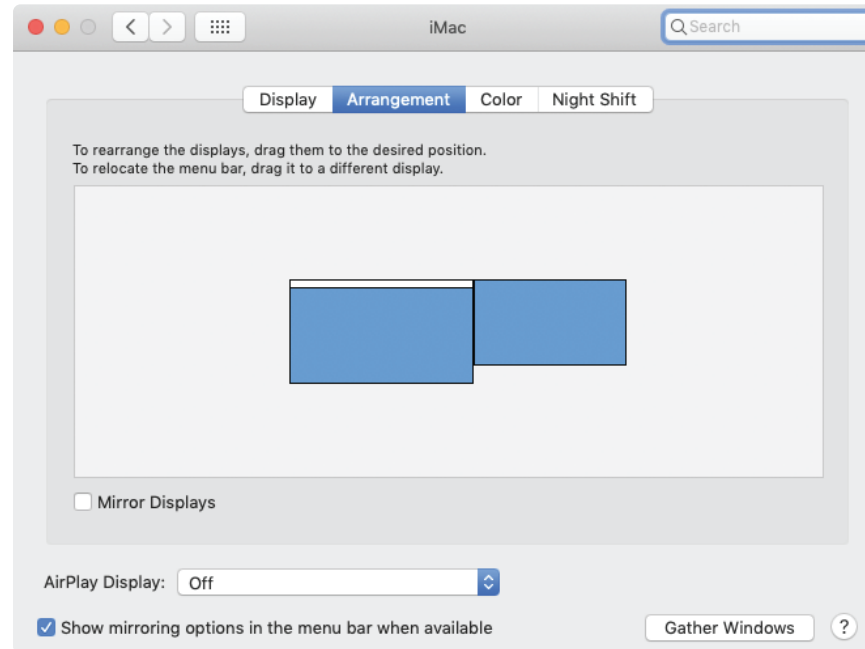 iMac
Search
Display Arrangement Color Night Shift
To rearrange the displays, drag them to the desired position.
To relocate the menu bar, drag it to a different display.
Mirror Displays
AirPlay Display: Off
Show mirroring options in the menu bar when available
Gather Windows ?